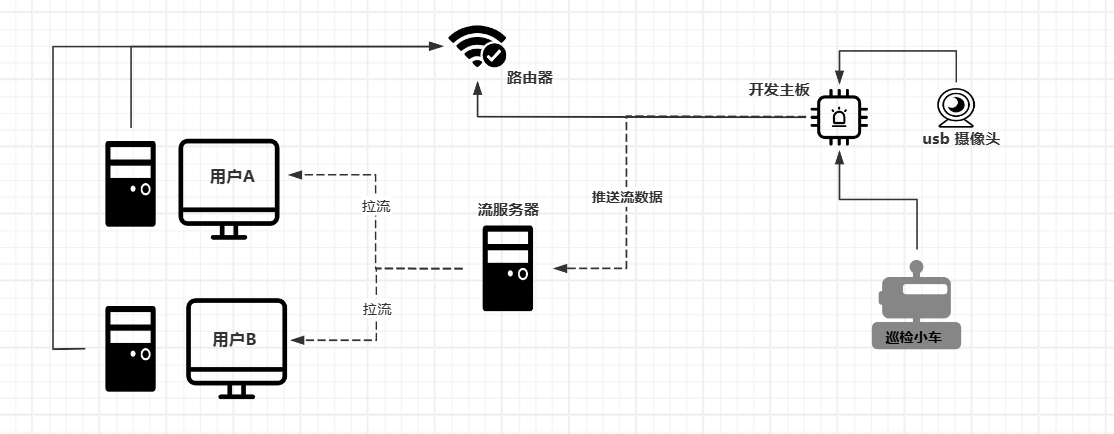 路由器
开发主板
usb 摄像头
用户A
拉流
推送流数据
流服务器
拉流
用户B
巡检小车